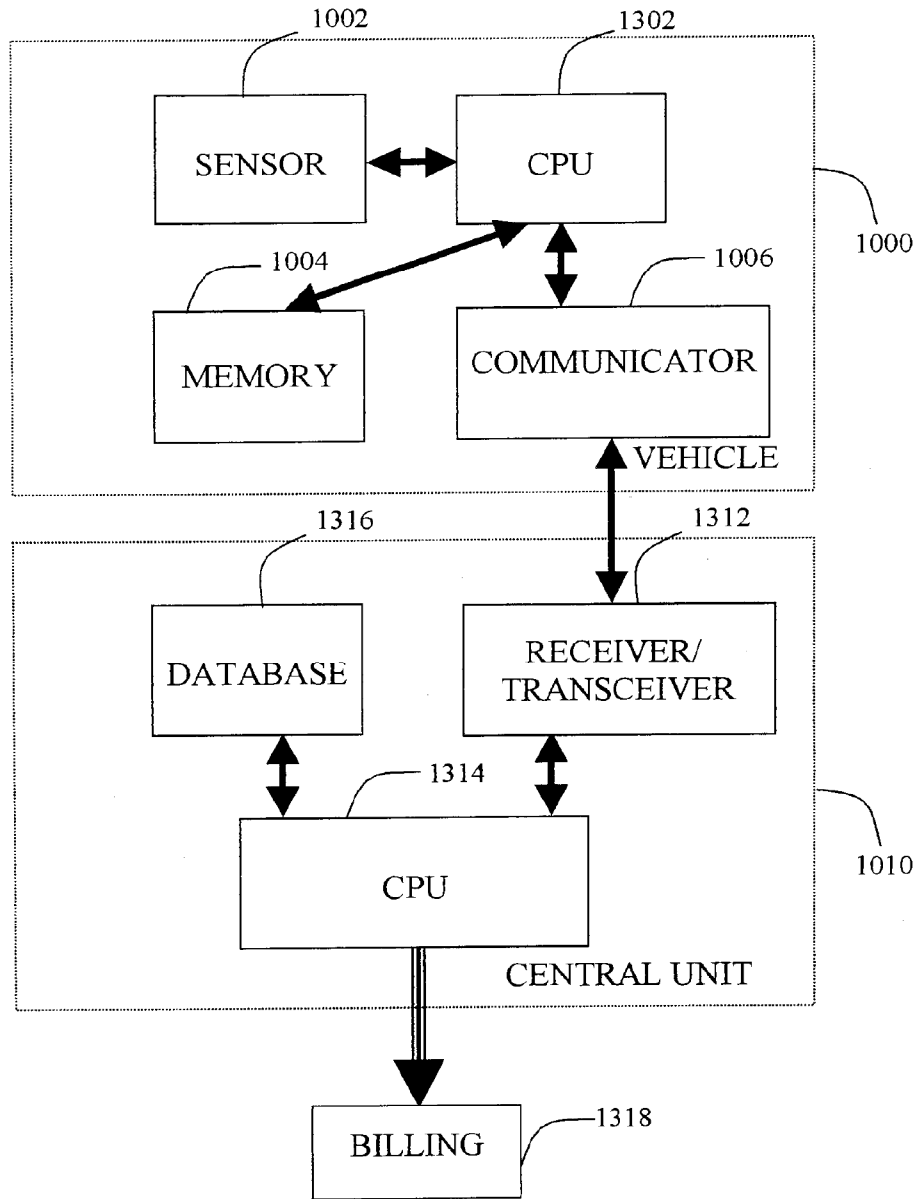 1002
1302
SENSOR
CPU
1000
1004
1006
MEMORY
COMMUNICATOR
VEHICLE
1316
1312
DATABASE
RECEIVER/
TRANSCEIVER
1314
CPU
1010
CENTRAL UNIT
BILLING
1318